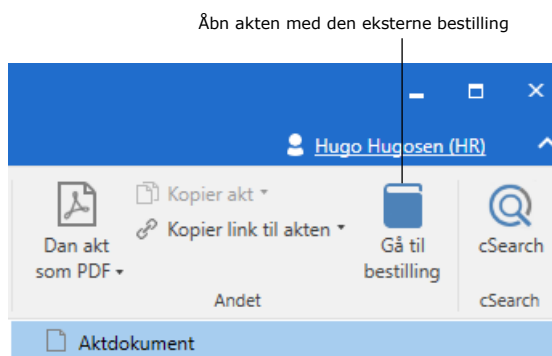 Åbn akten med den eksterne bestilling
Hugo Hugosen (HR)
Kopier akt
Kopier link til akten
Dan akt
som PDF
Gå til
bestilling
cSearch
Andet
cSearch
Aktdokument